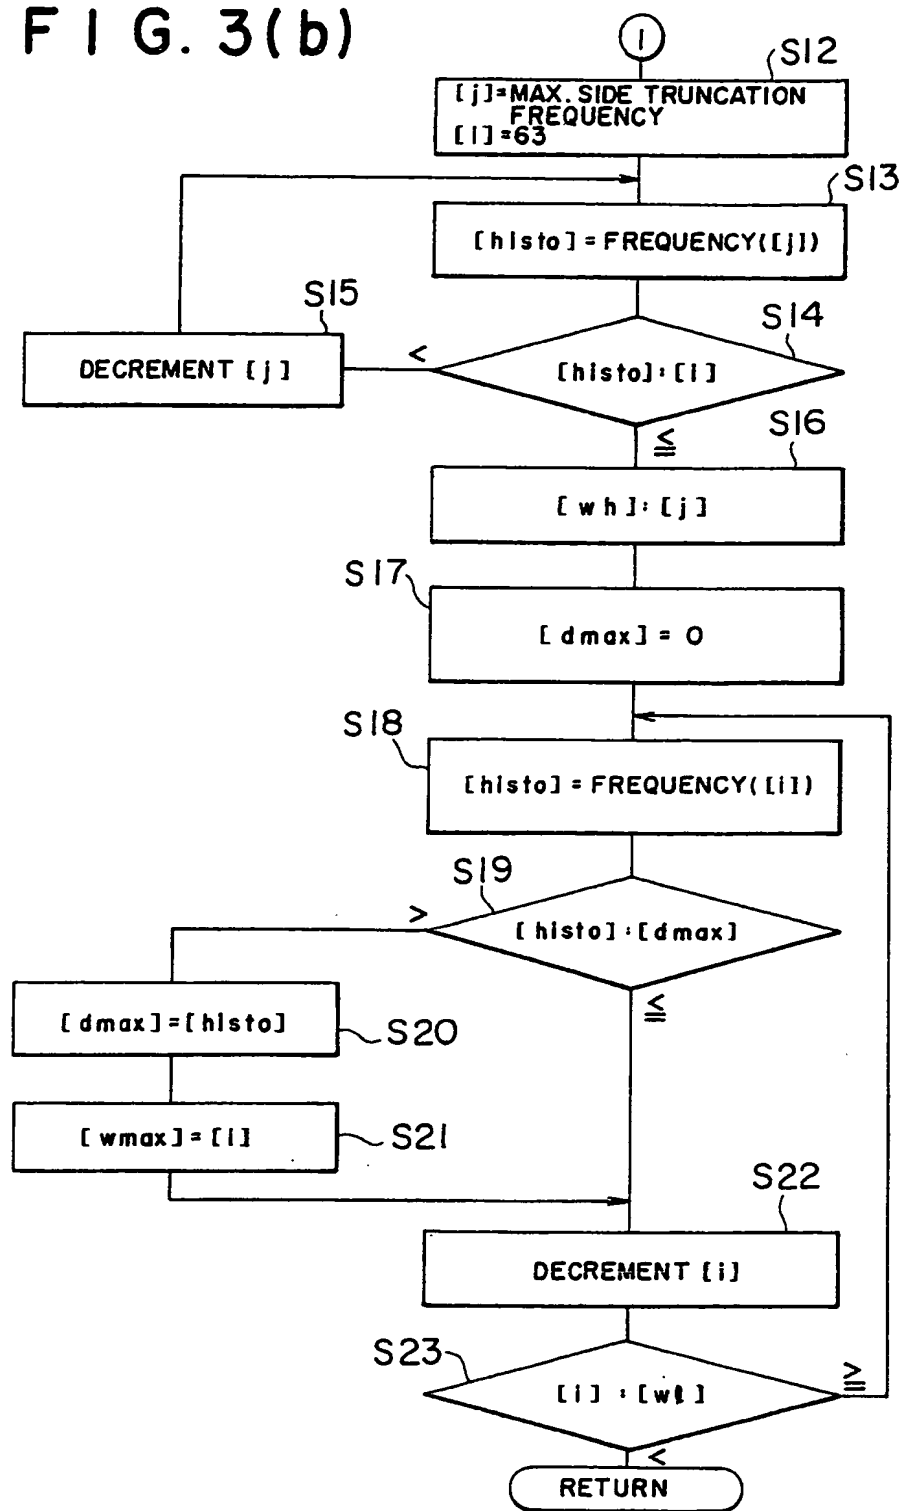 FIG. 3(b)
1
S12
[j]=MAX. SIDE TRUNCATION
FREQUENCY
[i]=63
S13
[histo] = FREQUENCY([j])
S15
DECREMENT [j]
<
S14
[histo] : [i]
≦
S16
[wh] : [j]
S17
[dmax] = 0
S18
[histo] = FREQUENCY([i])
S19
>
[histo] : [dmax]
≦
[dmax]=[histo]
S20
[wmax]=[i]
S21
S22
DECREMENT [i]
S23
[i] : [wℓ]
≧
<
RETURN